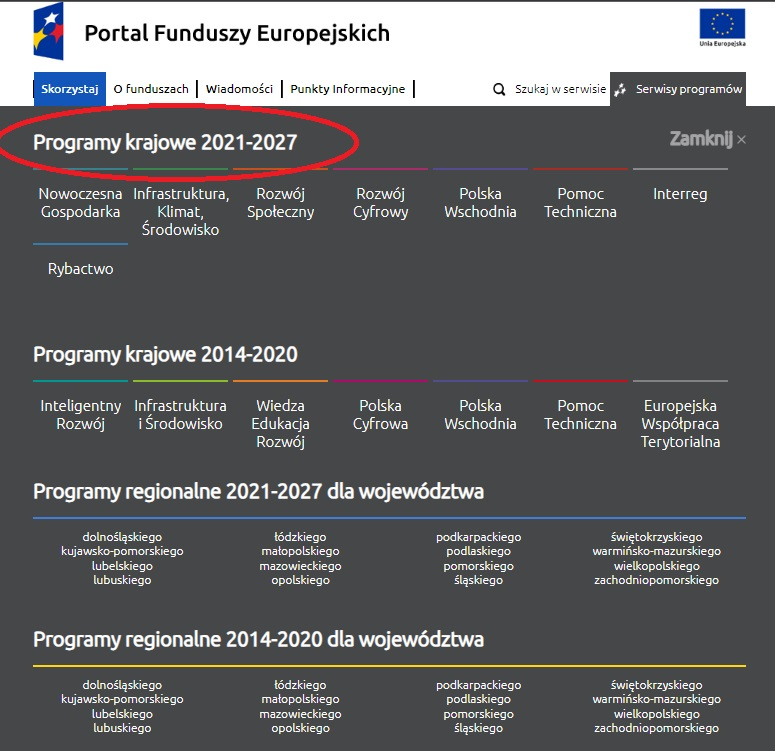 Portal Funduszy Europejskich
Unia Europejska
Skorzystaj O funduszach Wiadomości Punkty Informacyjne Szukaj w serwisie Serwisy programów
Programy krajowe 2021-2027 Zamknij ×
Nowoczesna Gospodarka
Infrastruktura, Klimat, Środowisko
Rozwój Społeczny
Rozwój Cyfrowy
Polska Wschodnia
Pomoc Techniczna
Interreg
Rybactwo
Programy krajowe 2014-2020
Inteligentny Rozwój
Infrastruktura i Środowisko
Wiedza Edukacja Rozwój
Polska Cyfrowa
Polska Wschodnia
Pomoc Techniczna
Europejska Współpraca Terytorialna
Programy regionalne 2021-2027 dla województwa
dolnośląskiego łódzkiego podkarpackiego świętokrzyskiego
kujawsko-pomorskiego małopolskiego podlaskiego warmińsko-mazurskiego
lubelskiego mazowieckiego pomorskiego wielkopolskiego
lubuskiego opolskiego śląskiego zachodniopomorskiego
Programy regionalne 2014-2020 dla województwa
dolnośląskiego łódzkiego podkarpackiego świętokrzyskiego
kujawsko-pomorskiego małopolskiego podlaskiego warmińsko-mazurskiego
lubelskiego mazowieckiego pomorskiego wielkopolskiego
lubuskiego opolskiego śląskiego zachodniopomorskiego